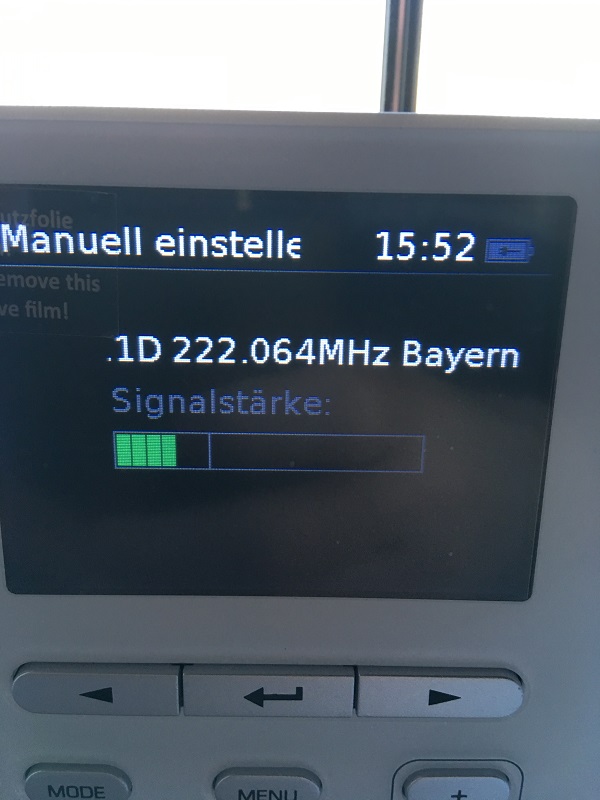 utzfolie
Manuell einstelle 15:52
emove this
ve film!
.1D 222.064MHz Bayern
Signalstärke:
MODE MENU +